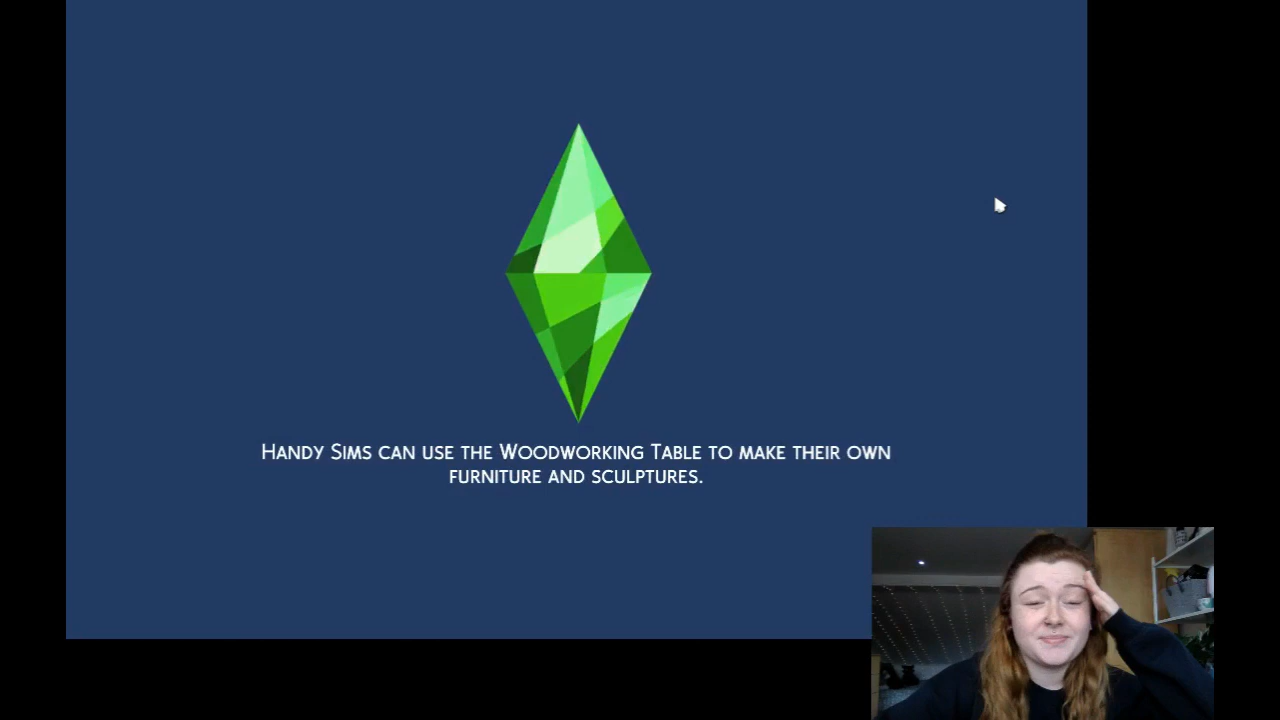 Handy Sims can use the Woodworking Table to make their own
furniture and sculptures.